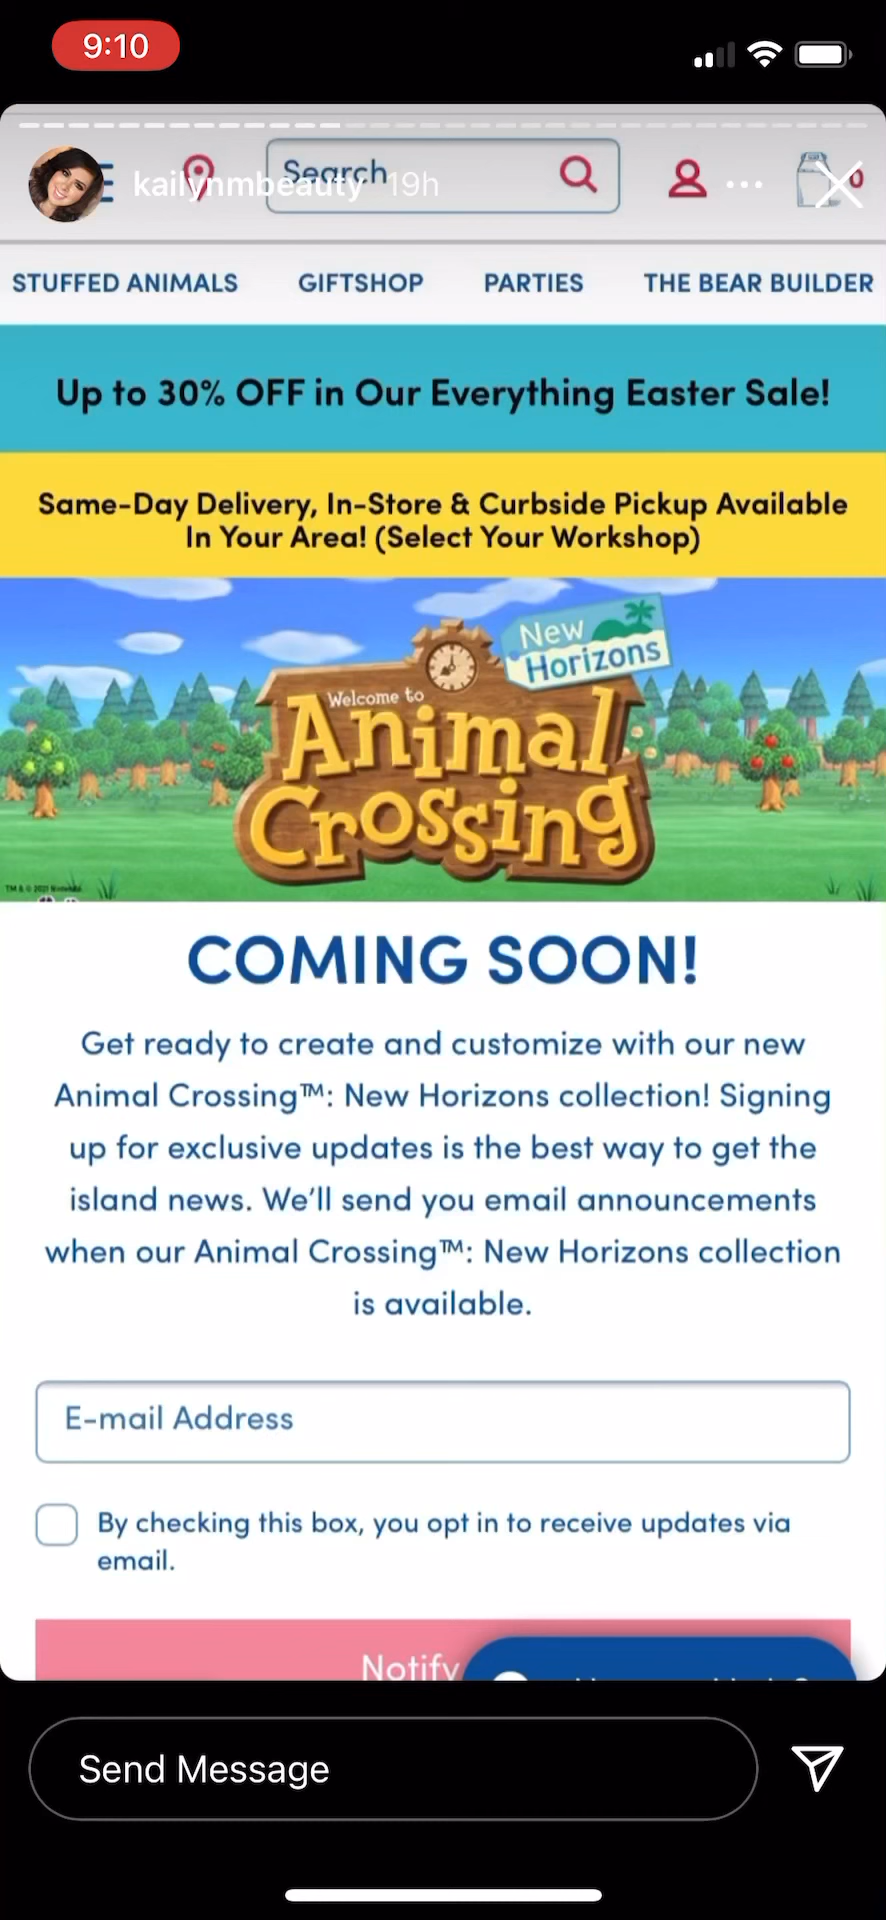 9:10
Search
kailynmbeauty 19h
0
STUFFED ANIMALS GIFTSHOP PARTIES THE BEAR BUILDER
Up to 30% OFF in Our Everything Easter Sale!
Same-Day Delivery, In-Store & Curbside Pickup Available
In Your Area! (Select Your Workshop)
New
Horizons
Welcome to
Animal
Crossing
TM & © 2021 Nintendo
COMING SOON!
Get ready to create and customize with our new
Animal Crossing™: New Horizons collection! Signing
up for exclusive updates is the best way to get the
island news. We'll send you email announcements
when our Animal Crossing™: New Horizons collection
is available.
E-mail Address
By checking this box, you opt in to receive updates via
email.
Notify
Send Message